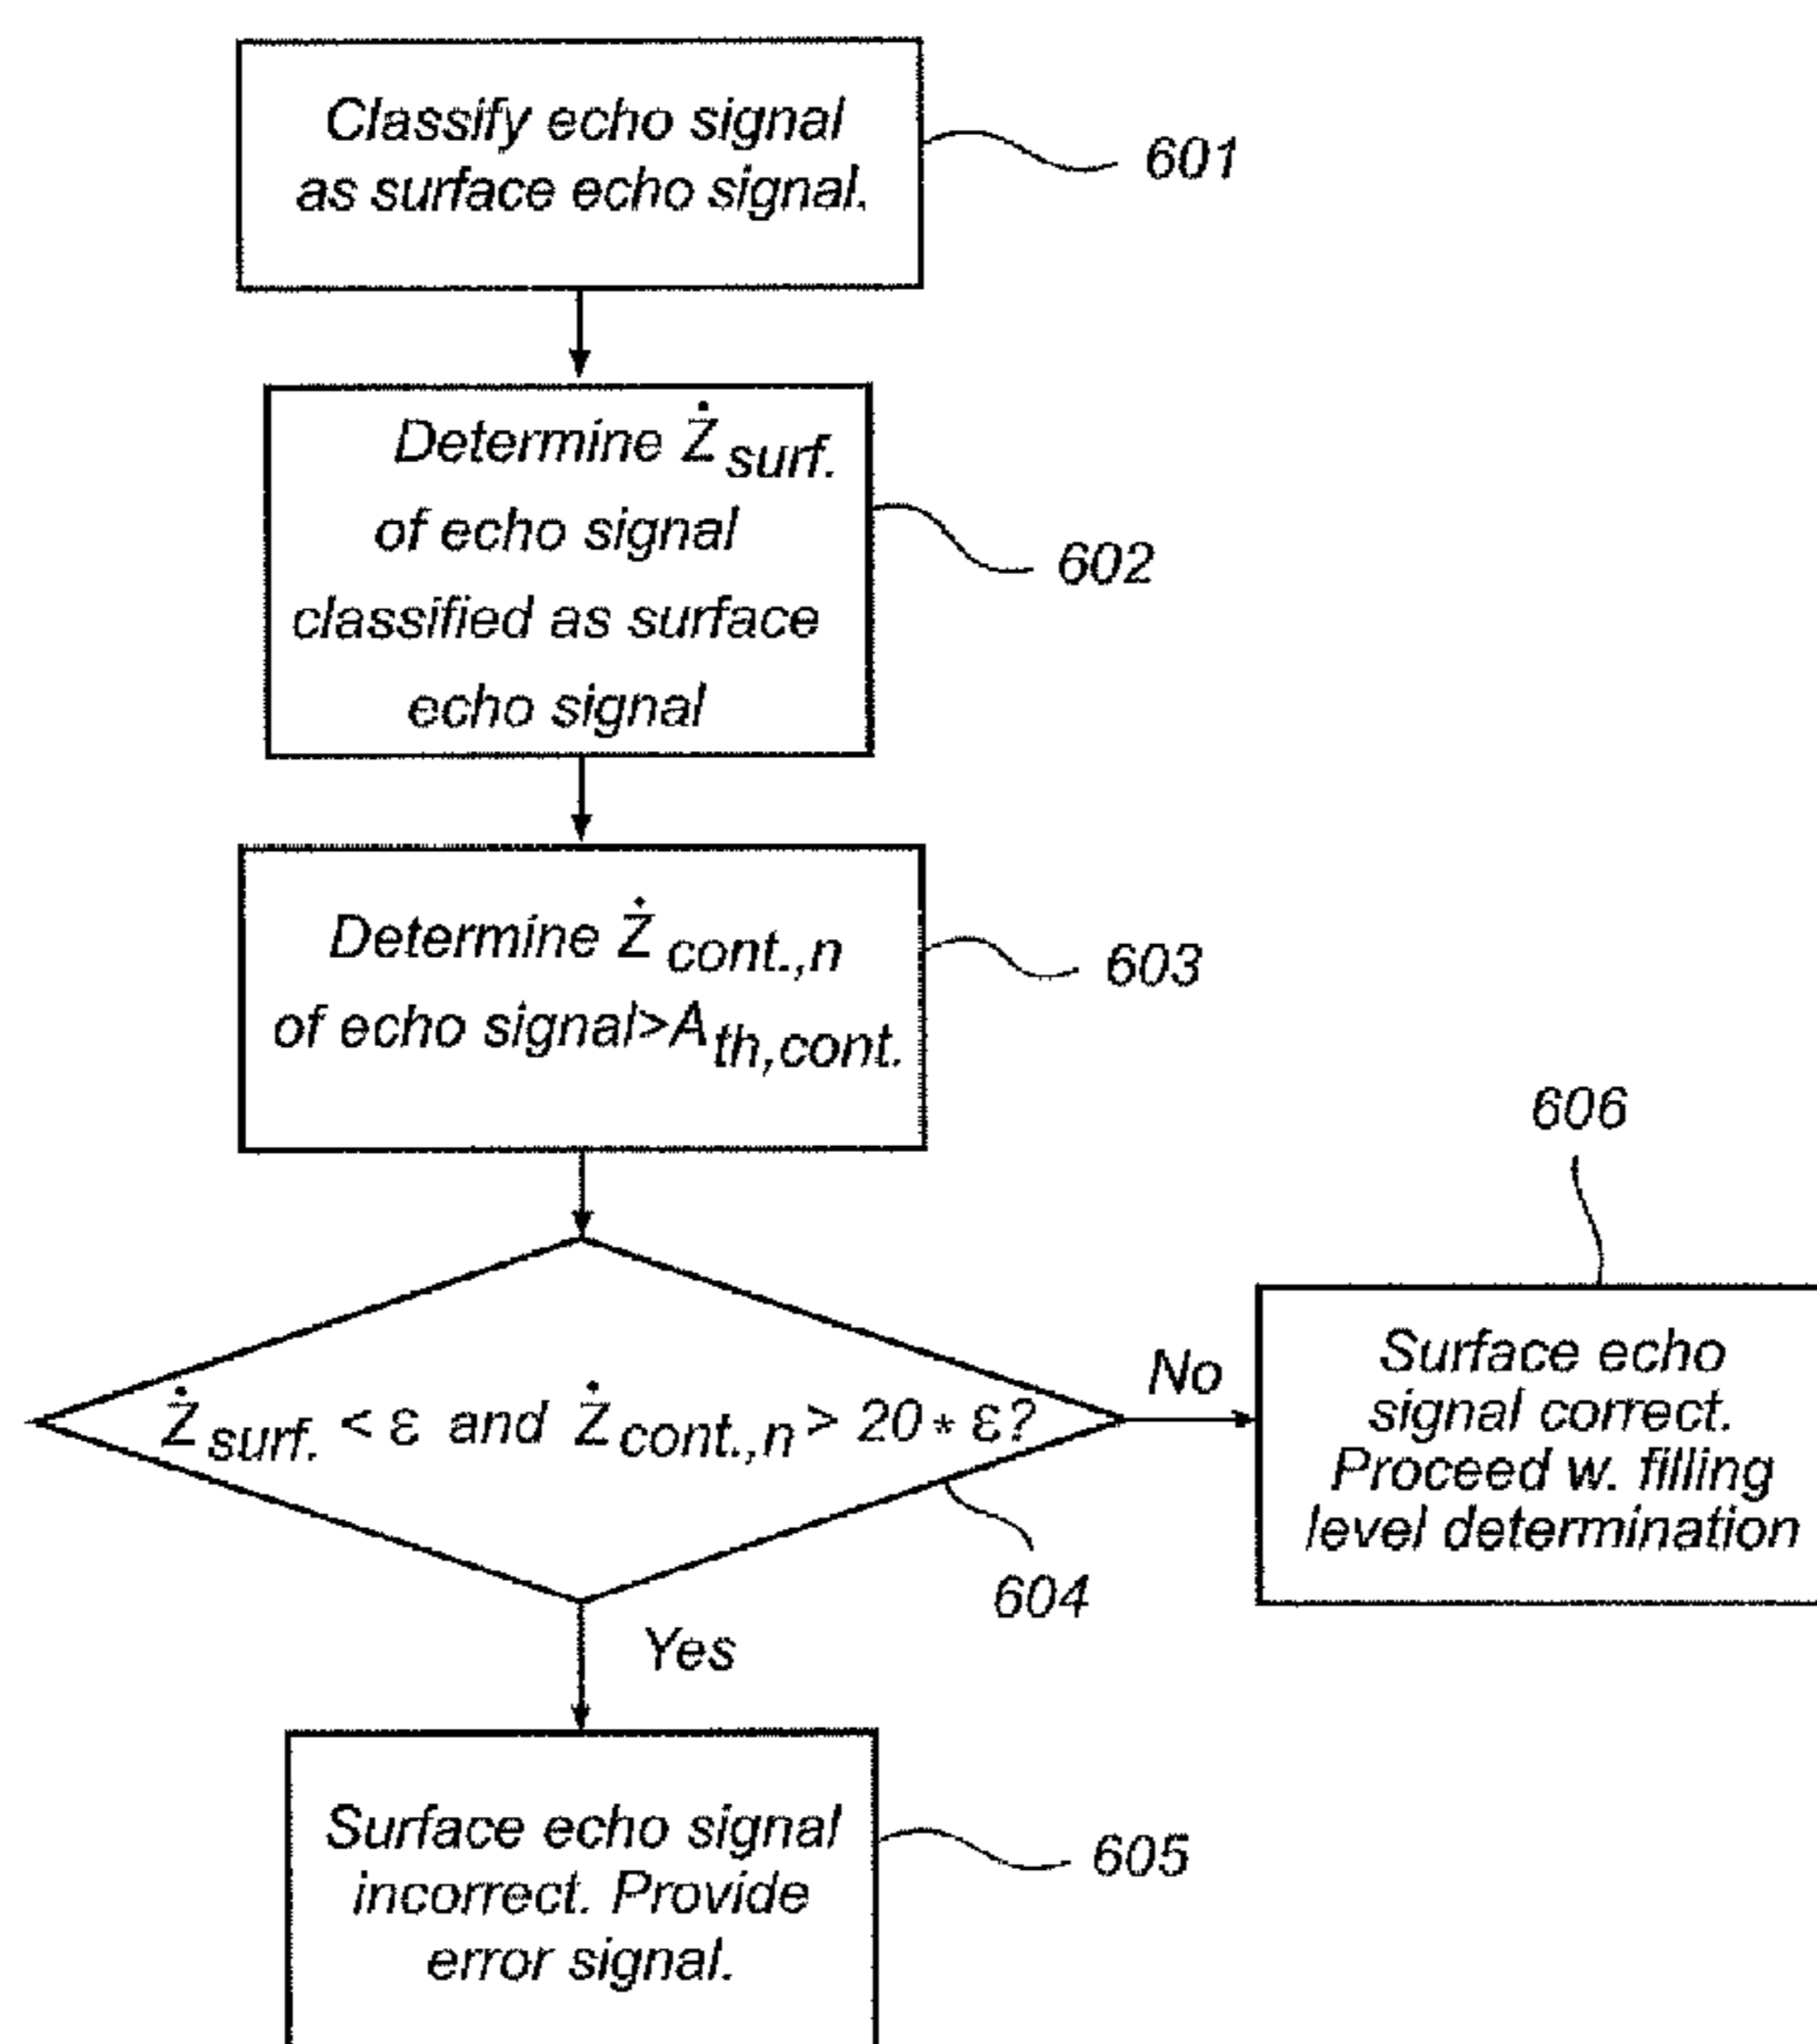 Classify echo signal
as surface echo signal.
601
Determine Ż surf.
of echo signal
classified as surface
echo signal
602
Determine Ż cont.,n
of echo signal>A th,cont.
603
Ż surf. < ε and Ż cont.,n > 20 * ε?
604
No
606
Surface echo
signal correct.
Proceed w. filling
level determination
Yes
Surface echo signal
incorrect. Provide
error signal.
605